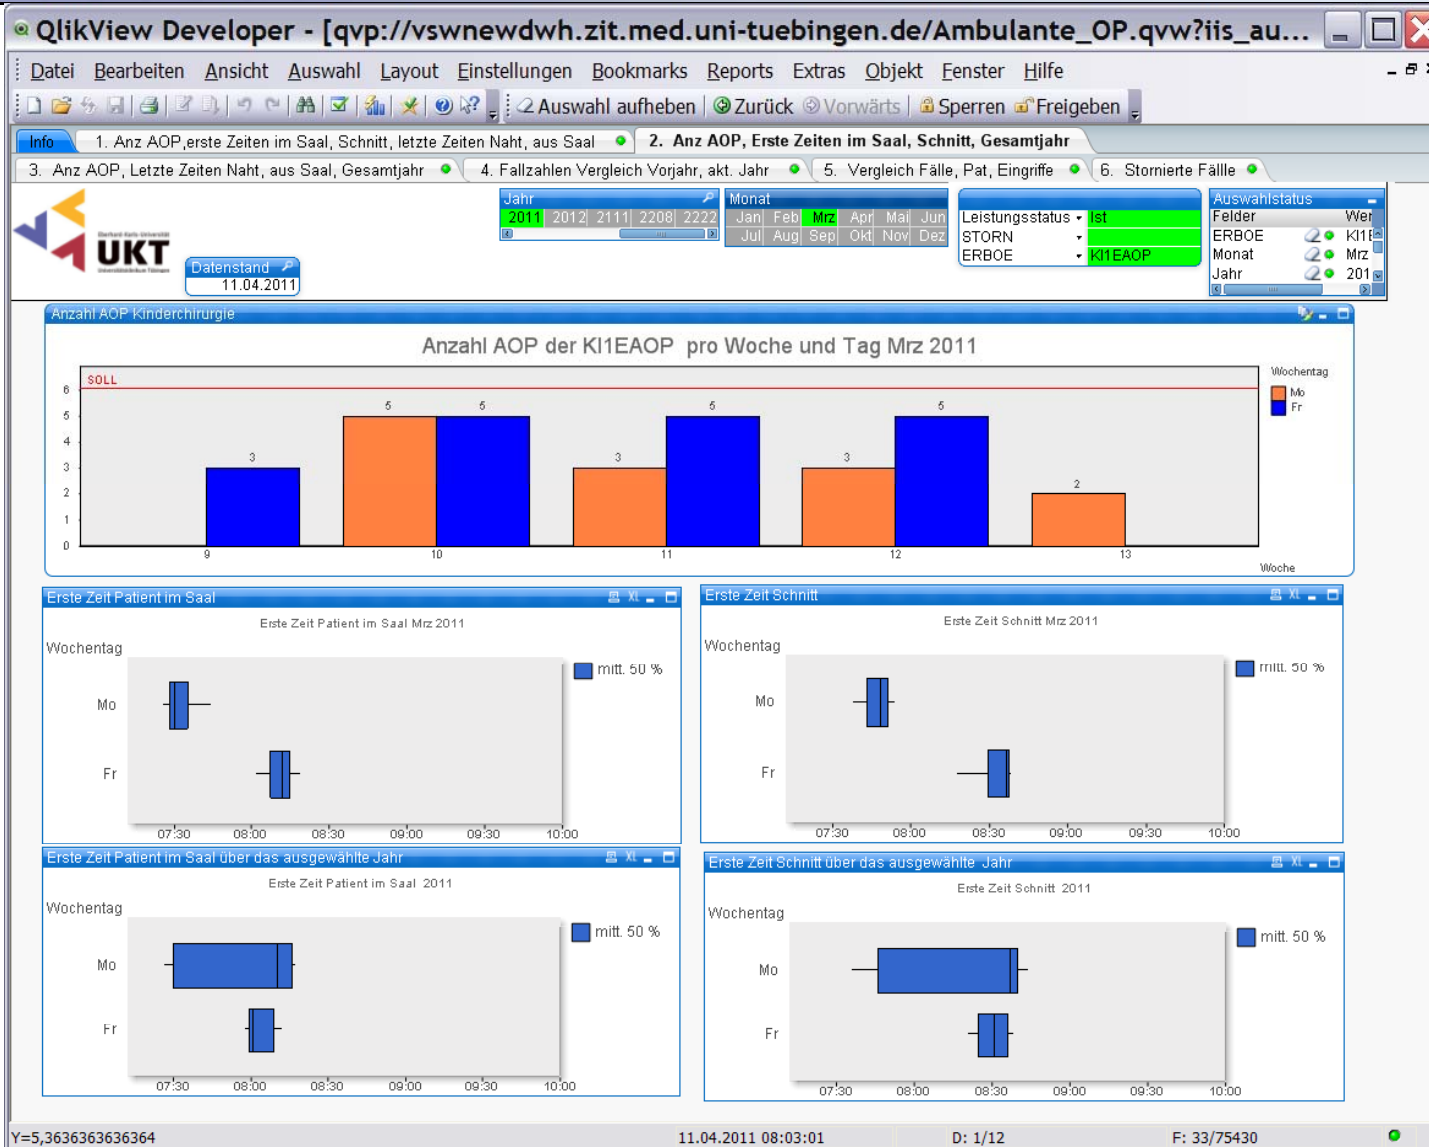 QlikView Developer - [qvp://vswnewdwh.zit.med.uni-tuebingen.de/Ambulante_OP.qvw?iis_au...
Datei Bearbeiten Ansicht Auswahl Layout Einstellungen Bookmarks Reports Extras Objekt Fenster Hilfe
Auswahl aufheben Zurück Vorwärts Sperren Freigeben
Info 1. Anz AOP,erste Zeiten im Saal, Schnitt, letzte Zeiten Naht, aus Saal 2. Anz AOP, Erste Zeiten im Saal, Schnitt, Gesamtjahr
3. Anz AOP, Letzte Zeiten Naht, aus Saal, Gesamtjahr 4. Fallzahlen Vergleich Vorjahr, akt. Jahr 5. Vergleich Fälle, Pat, Eingriffe 6. Stornierte Fällle
Jahr
2011 2012 2111 2208 2222
Monat
Jan Feb Mrz Apr Mai Jun
Jul Aug Sep Okt Nov Dez
Leistungsstatus Ist
STORN
ERBOE KI1EAOP
Auswahlstatus
Felder Wer
ERBOE KI1E
Monat Mrz
Jahr 201
Eberhard-Karls-Universität
UKT
Universitätsklinikum Tübingen
Datenstand
11.04.2011
Anzahl AOP Kinderchirurgie
Anzahl AOP der KI1EAOP pro Woche und Tag Mrz 2011
SOLL
6
5
4
3
2
1
0
3 5 5 3 5 3 5 2
9 10 11 12 13
Woche
Wochentag
Mo
Fr
Erste Zeit Patient im Saal
Erste Zeit Patient im Saal Mrz 2011
Wochentag
mitt. 50 %
Mo
Fr
07:30 08:00 08:30 09:00 09:30 10:00
Erste Zeit Schnitt
Erste Zeit Schnitt Mrz 2011
Wochentag
mitt. 50 %
Mo
Fr
07:30 08:00 08:30 09:00 09:30 10:00
Erste Zeit Patient im Saal über das ausgewählte Jahr
Erste Zeit Patient im Saal 2011
Wochentag
mitt. 50 %
Mo
Fr
07:30 08:00 08:30 09:00 09:30 10:00
Erste Zeit Schnitt über das ausgewählte Jahr
Erste Zeit Schnitt 2011
Wochentag
mitt. 50 %
Mo
Fr
07:30 08:00 08:30 09:00 09:30 10:00
Y=5,3636363636364 11.04.2011 08:03:01 D: 1/12 F: 33/75430